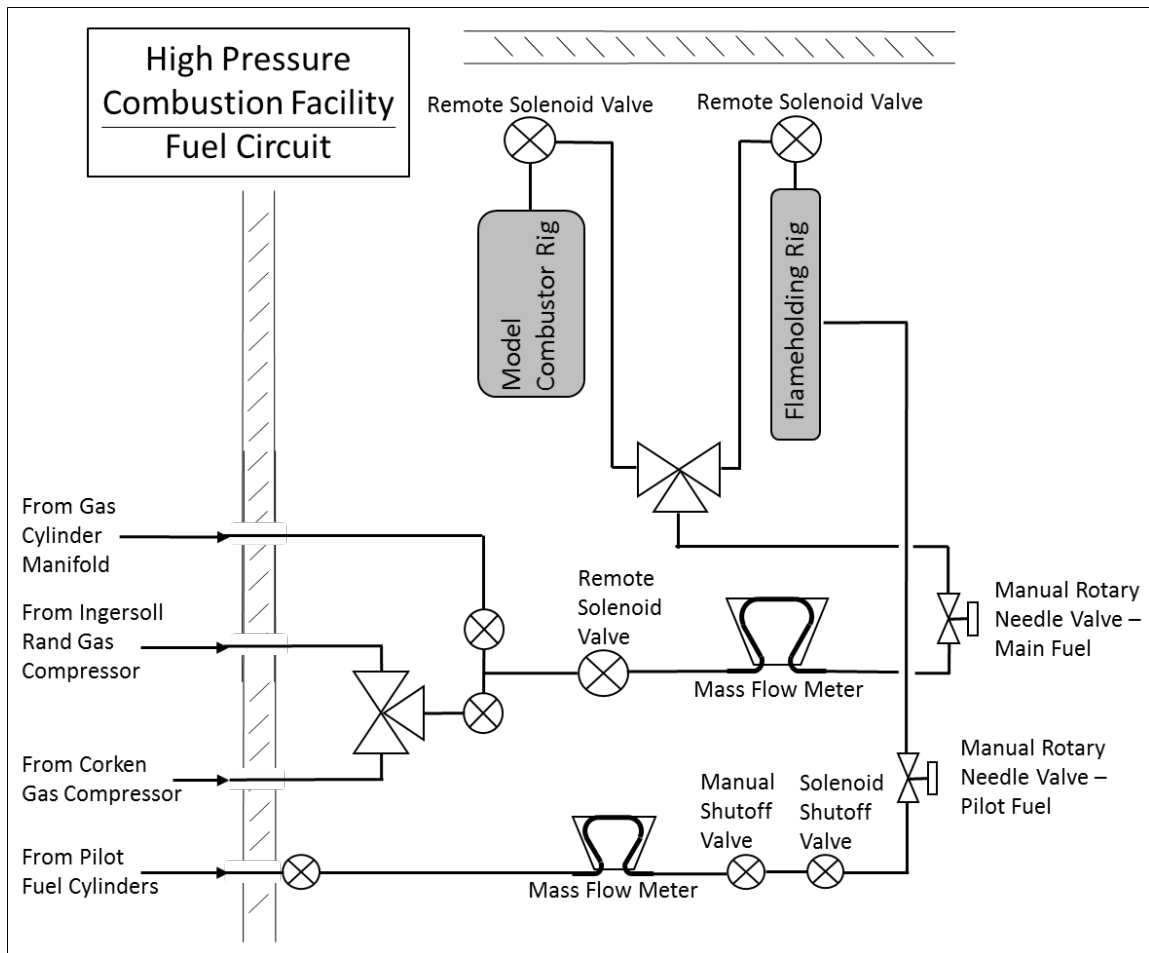 High Pressure
Combustion Facility
Fuel Circuit
Remote Solenoid Valve
Remote Solenoid Valve
Model
Combustor Rig
Flameholding Rig
From Gas
Cylinder
Manifold
From Ingersoll
Rand Gas
Compressor
Remote
Solenoid
Valve
Mass Flow Meter
Manual Rotary
Needle Valve –
Main Fuel
From Corken
Gas Compressor
Manual
Shutoff
Valve
Solenoid
Shutoff
Valve
Manual Rotary
Needle Valve –
Pilot Fuel
From Pilot
Fuel Cylinders
Mass Flow Meter